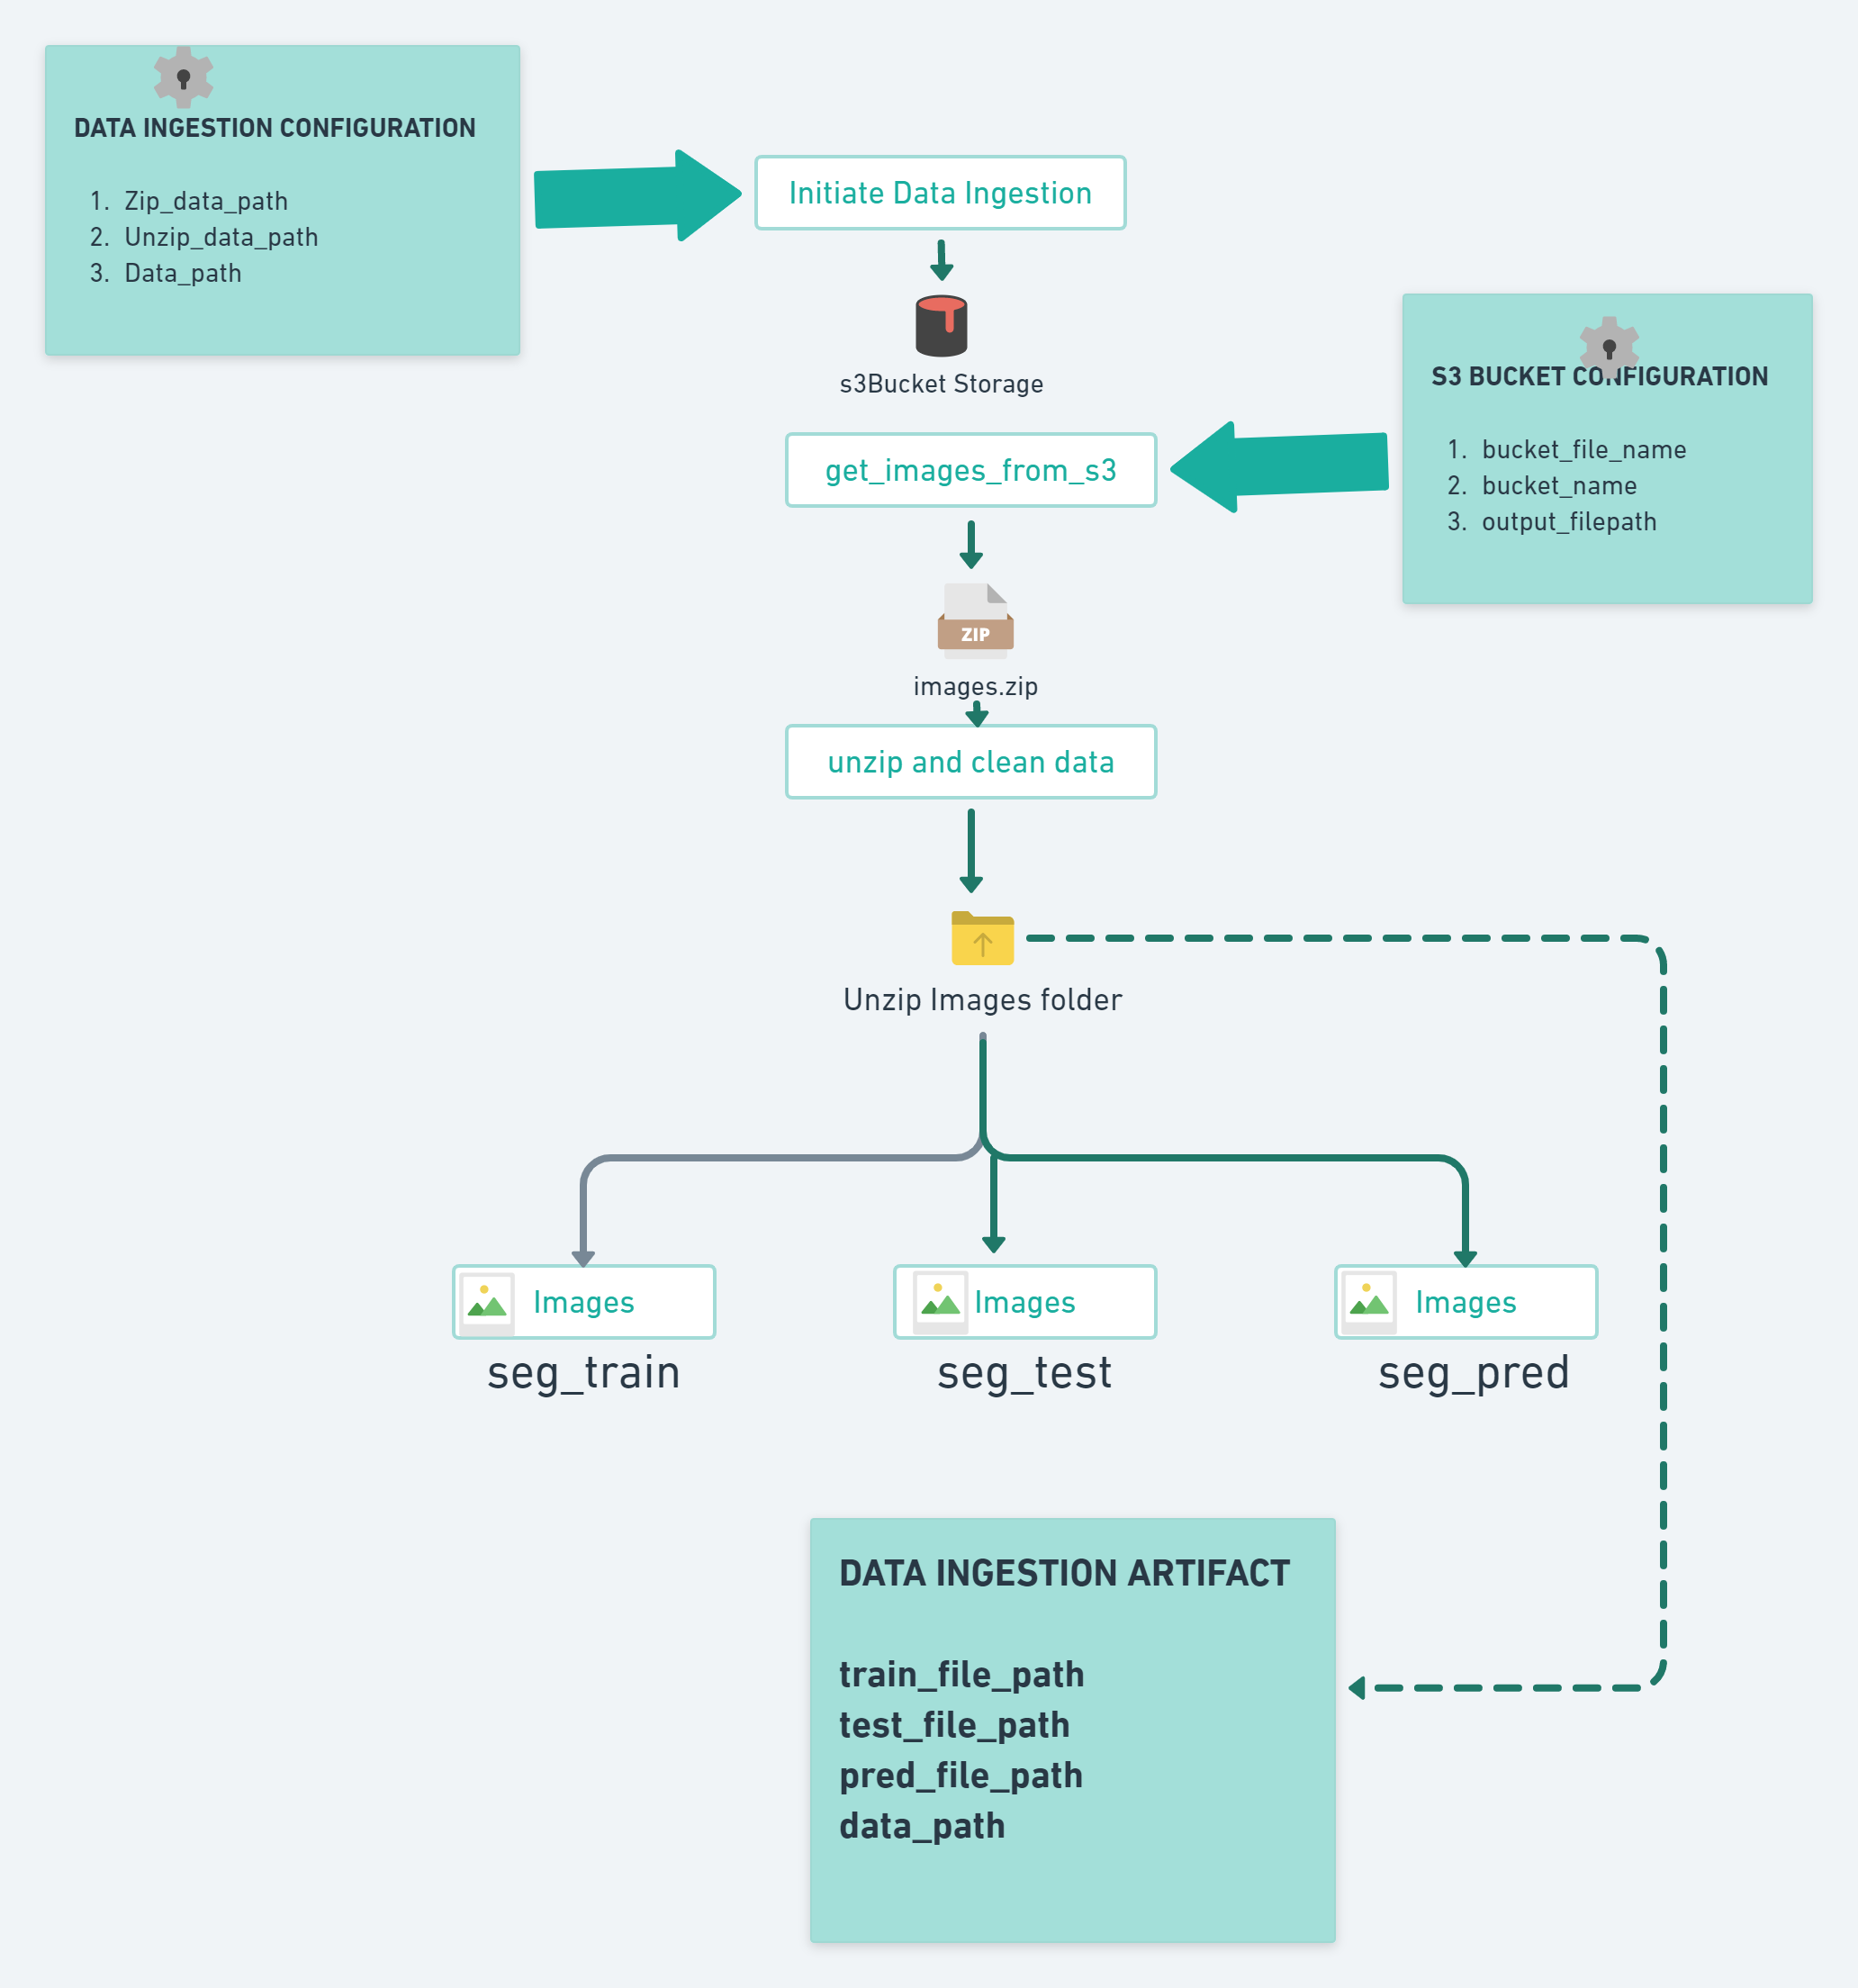 DATA INGESTION CONFIGURATION
1. Zip_data_path
2. Unzip_data_path
3. Data_path
Initiate Data Ingestion
s3Bucket Storage
S3 BUCKET CONFIGURATION
1. bucket_file_name
2. bucket_name
3. output_filepath
get_images_from_s3
ZIP
images.zip
unzip and clean data
Unzip Images folder
Images
seg_train
Images
seg_test
Images
seg_pred
DATA INGESTION ARTIFACT
train_file_path
test_file_path
pred_file_path
data_path